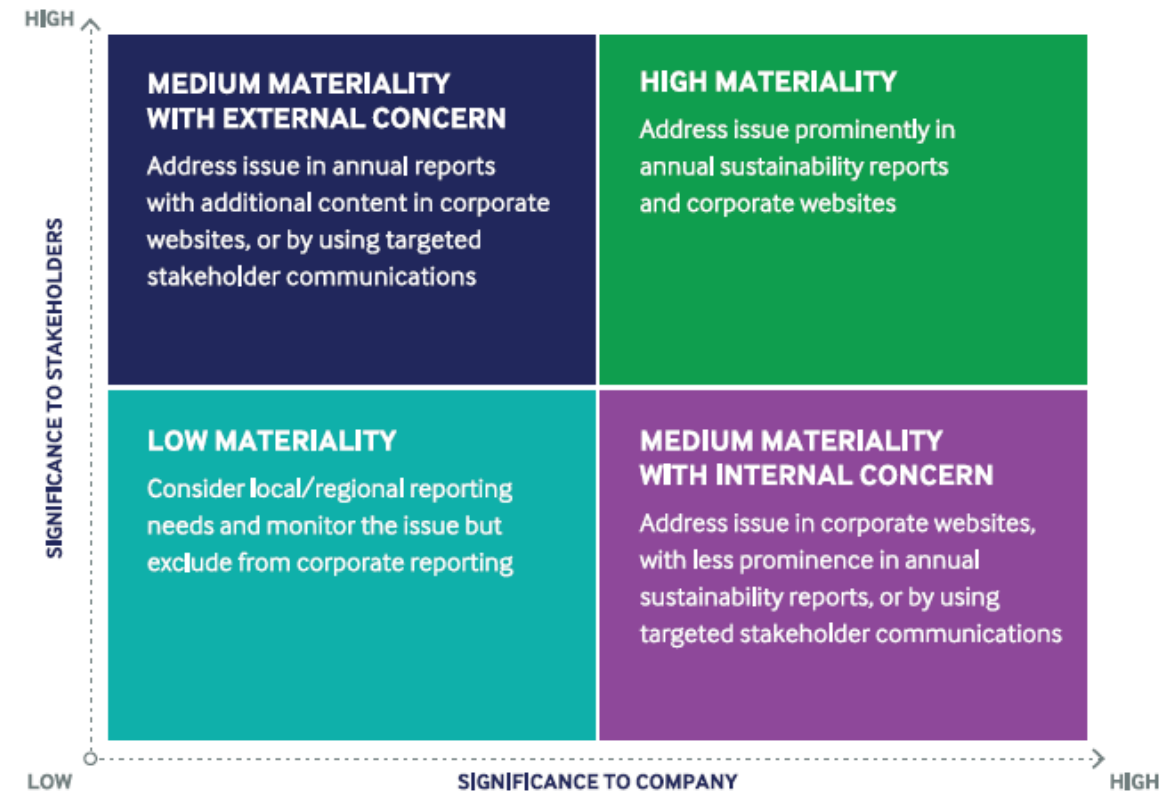 HIGH
MEDIUM MATERIALITY
WITH EXTERNAL CONCERN
Address issue in annual reports
with additional content in corporate
websites, or by using targeted
stakeholder communications
HIGH MATERIALITY
Address issue prominently in
annual sustainability reports
and corporate websites
SIGNIFICANCE TO STAKEHOLDERS
LOW MATERIALITY
Consider local/regional reporting
needs and monitor the issue but
exclude from corporate reporting
MEDIUM MATERIALITY
WITH INTERNAL CONCERN
Address issue in corporate websites,
with less prominence in annual
sustainability reports, or by using
targeted stakeholder communications
LOW
SIGNIFICANCE TO COMPANY
HIGH